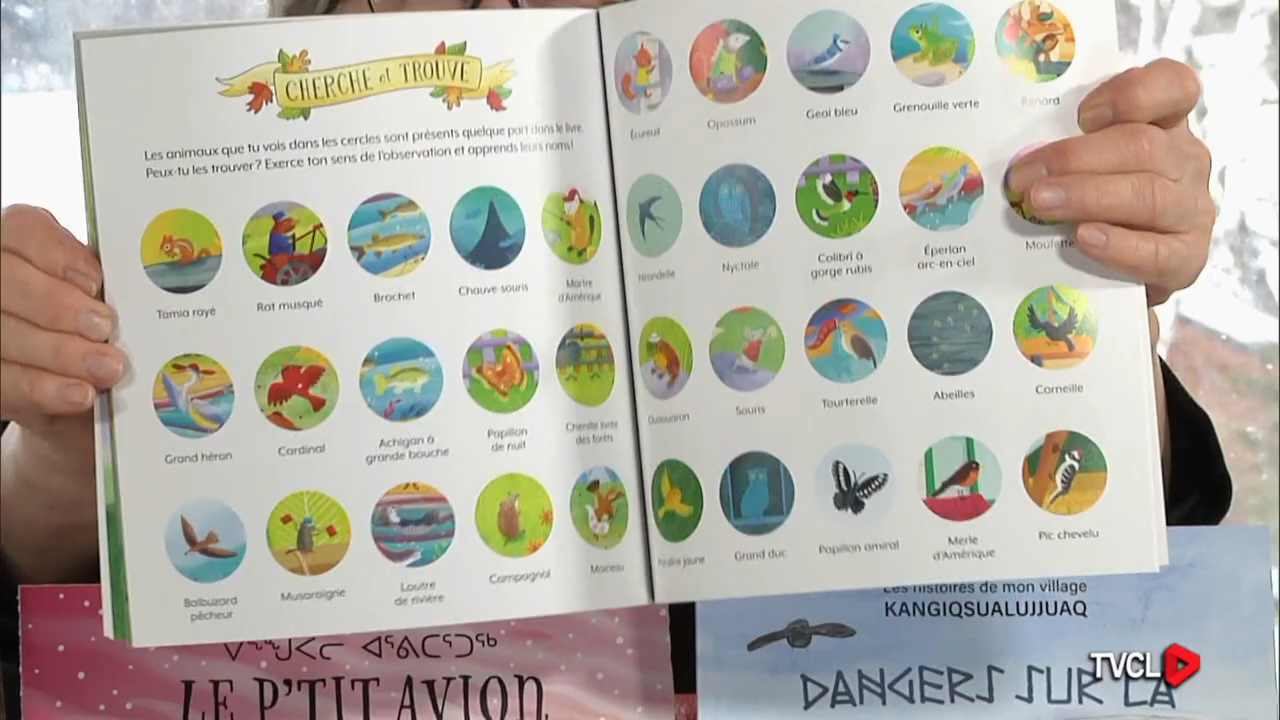 CHERCHE et TROUVE
Les animaux que tu vois dans les cercles sont présents quelque part dans le livre.
Peux-tu les trouver? Exerce ton sens de l'observation et apprends leurs noms!
Tamia rayé
Rat musqué
Brochet
Chauve souris
Martre
d'Amérique
Grand héron
Cardinal
Achigan à
grande bouche
Papillon
de nuit
Chenille livrée
des forêts
Balbuzard
pêcheur
Musaraigne
Loutre
de rivière
Campagnol
Moineau
Écureuil
Opossum
Geai bleu
Grenouille verte
Renard
Hirondelle
Nyctale
Colibri à
gorge rubis
Éperlan
arc-en-ciel
Moufette
Ouaouaron
Souris
Tourterelle
Abeilles
Corneille
jaune
Grand duc
Papillon amiral
Merle
d'Amérique
Pic chevelu
LE P'TIT AVION
Les histoires de mon village
KANGIQSUALUJJUAQ
DANGERS SUR LA
TVCL